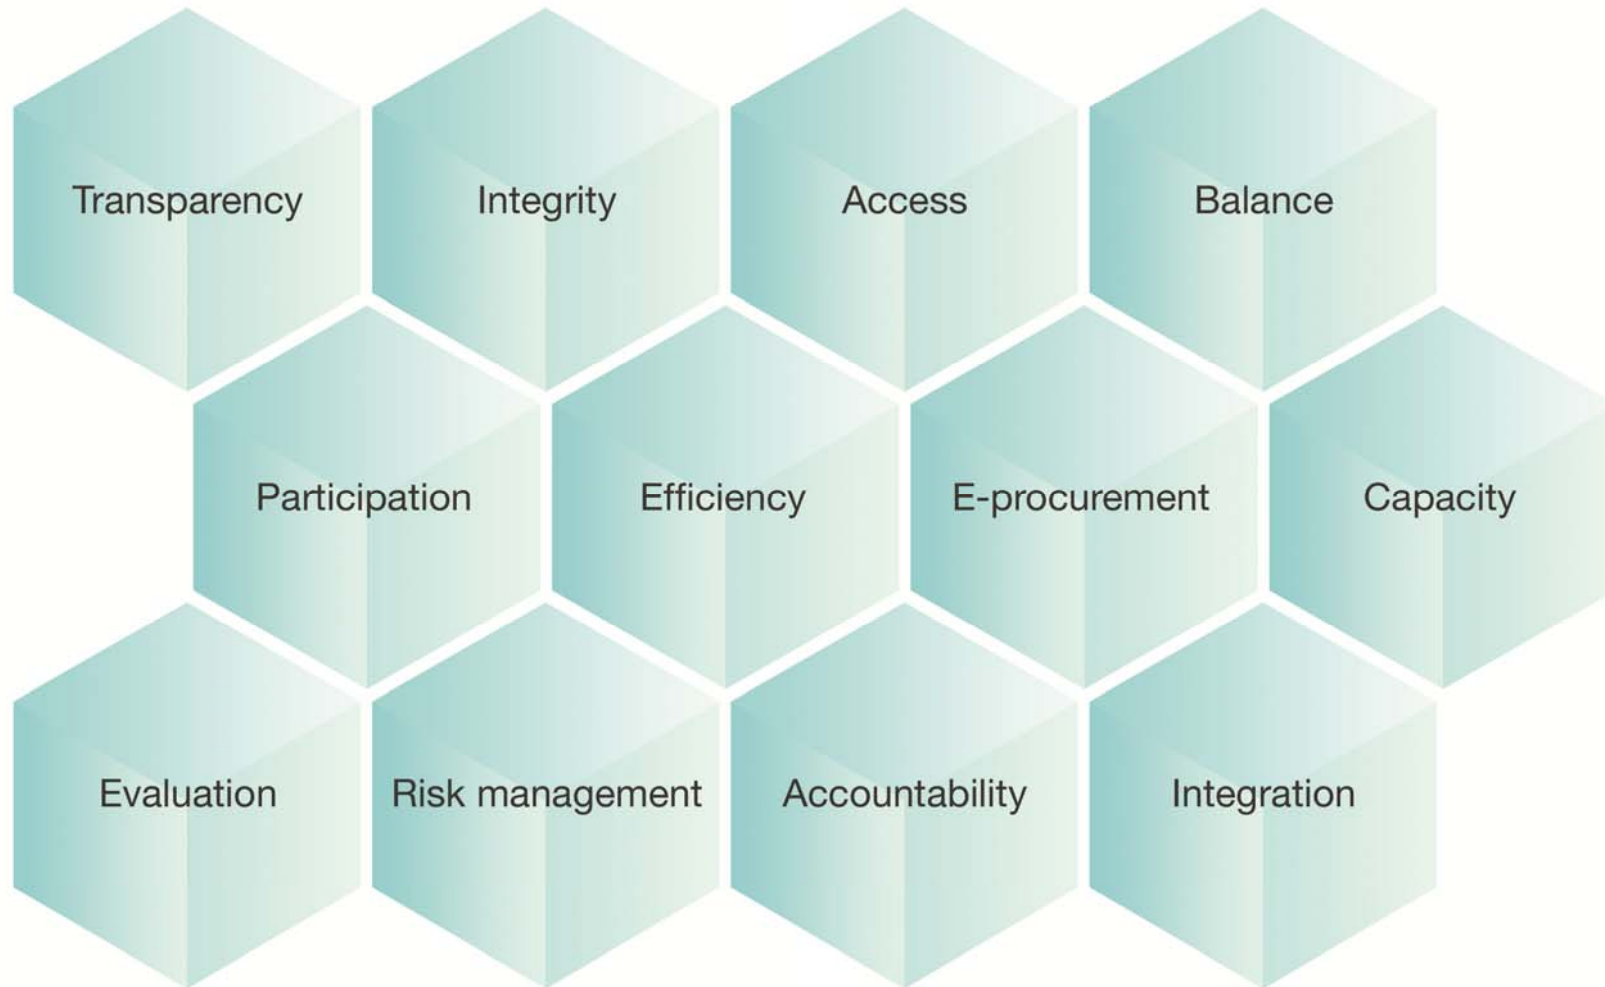 Transparency
Integrity
Access
Balance
Participation
Efficiency
E-procurement
Capacity
Evaluation
Risk management
Accountability
Integration